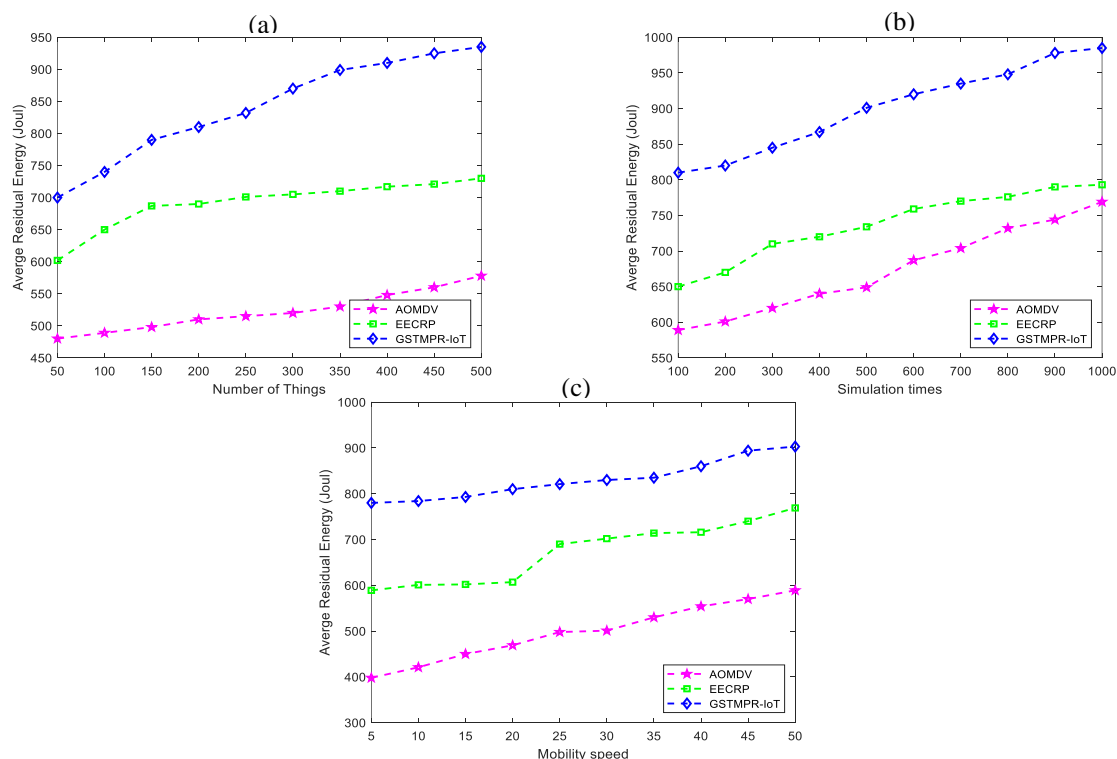 (a)
950
900
850
800
750
700
650
600
550
500
450
Averge Residual Energy (Joul)
50 100 150 200 250 300 350 400 450 500
Number of Things
AOMDV
EECRP
GSTMPR-IoT
(b)
1000
950
900
850
800
750
700
650
600
550
Averge Residual Energy (Joul)
100 200 300 400 500 600 700 800 900 1000
Simulation times
AOMDV
EECRP
GSTMPR-IoT
(c)
1000
900
800
700
600
500
400
300
Averge Residual Energy (Joul)
5 10 15 20 25 30 35 40 45 50
Mobility speed
AOMDV
EECRP
GSTMPR-IoT